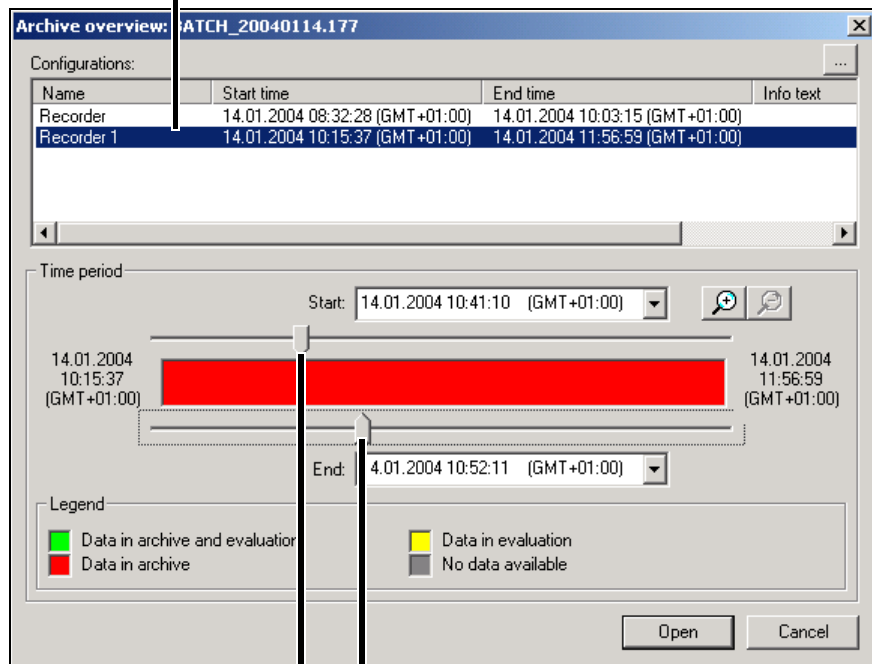 Archive overview: BATCH_20040114.177
Configurations:
...
Name Start time End time Info text
Recorder 14.01.2004 08:32:28 (GMT+01:00) 14.01.2004 10:03:15 (GMT+01:00)
Recorder 1 14.01.2004 10:15:37 (GMT+01:00) 14.01.2004 11:56:59 (GMT+01:00)
Time period
Start: 14.01.2004 10:41:10 (GMT+01:00)
14.01.2004
10:15:37
(GMT+01:00)
14.01.2004
11:56:59
(GMT+01:00)
End: 14.01.2004 10:52:11 (GMT+01:00)
Legend
Data in archive and evaluation
Data in evaluation
Data in archive
No data available
Open Cancel